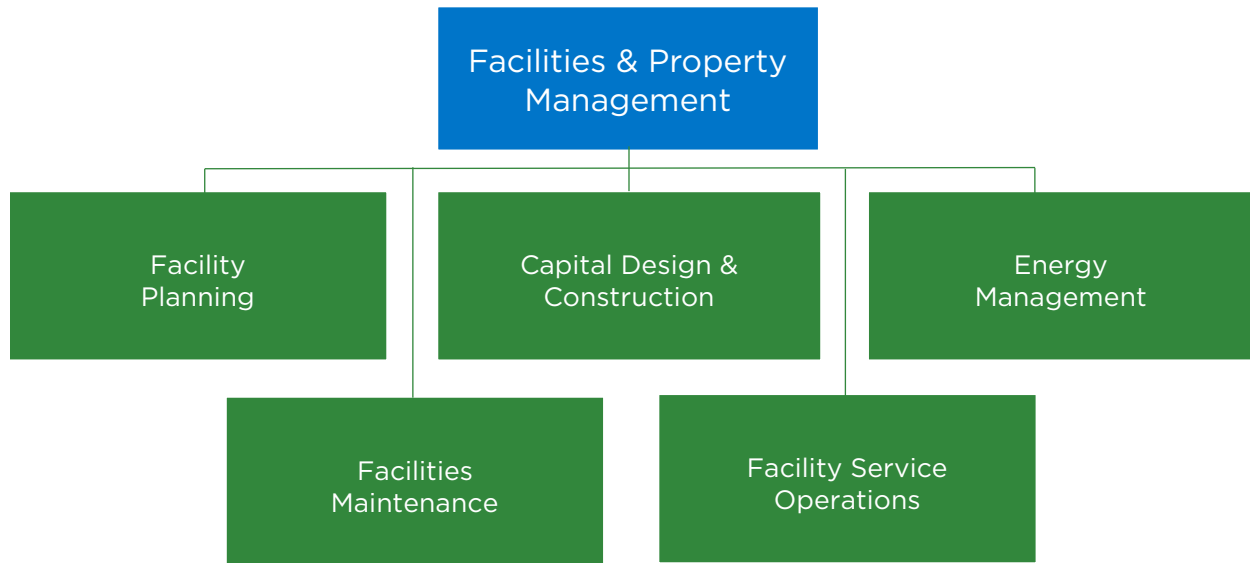 Facilities & Property
Management
Facility
Planning
Capital Design &
Construction
Energy
Management
Facilities
Maintenance
Facility Service
Operations